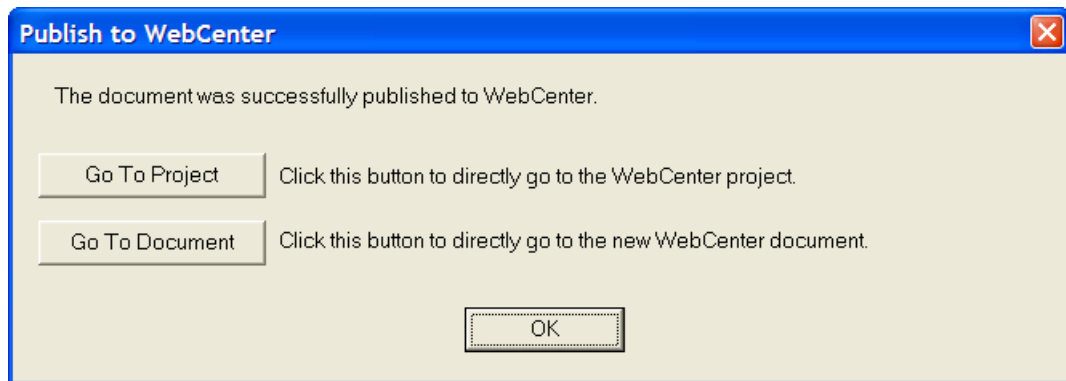 Publish to WebCenter
The document was successfully published to WebCenter.
Go To Project Click this button to directly go to the WebCenter project.
Go To Document Click this button to directly go to the new WebCenter document.
OK